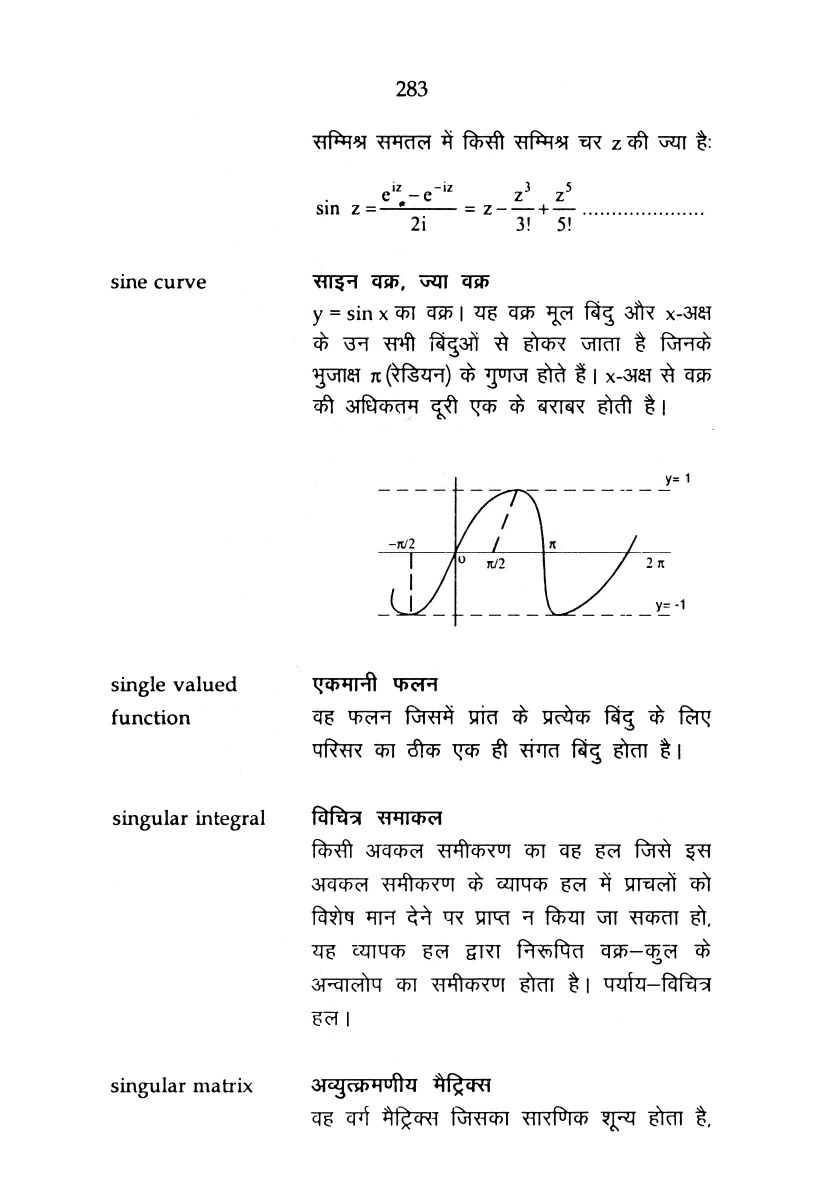 283
सम्मिश्र समतल में किसी सम्मिश्र चर z की ज्या है:
sin z = (e^iz - e^-iz)/2i = z - z^3/3! + z^5/5! .....................
sine curve साइन वक्र, ज्या वक्र
y = sin x का वक्र। यह वक्र मूल बिंदु और x-अक्ष
के उन सभी बिंदुओं से होकर जाता है जिनके
भुजाक्ष π (रेडियन) के गुणज होते हैं। x-अक्ष से वक्र
की अधिकतम दूरी एक के बराबर होती है।
y= 1
-π/2 π
o π/2 2 π
y= -1
single valued एकमानी फलन
function वह फलन जिसमें प्रांत के प्रत्येक बिंदु के लिए
परिसर का ठीक एक ही संगत बिंदु होता है।
singular integral विचित्र समाकल
किसी अवकल समीकरण का वह हल जिसे इस
अवकल समीकरण के व्यापक हल में प्राचलों को
विशेष मान देने पर प्राप्त न किया जा सकता हो,
यह व्यापक हल द्वारा निरूपित वक्र–कुल के
अन्वालोप का समीकरण होता है। पर्याय–विचित्र
हल।
singular matrix अव्युत्क्रमणीय मैट्रिक्स
वह वर्ग मैट्रिक्स जिसका सारणिक शून्य होता है,